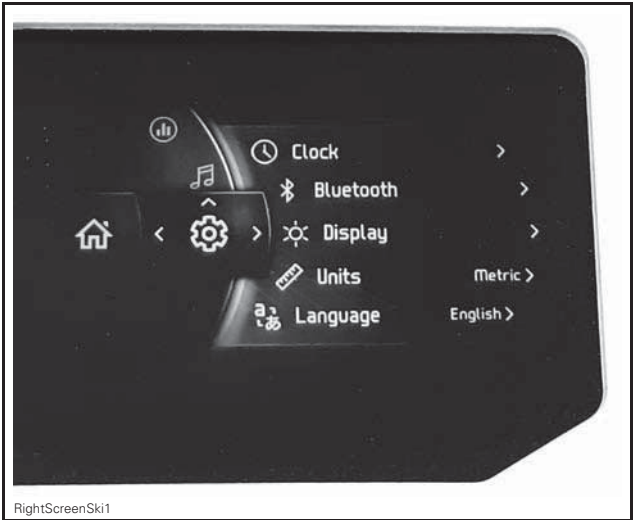 Clock
Bluetooth
Display
Units Metric
Language English
RightScreenSki1